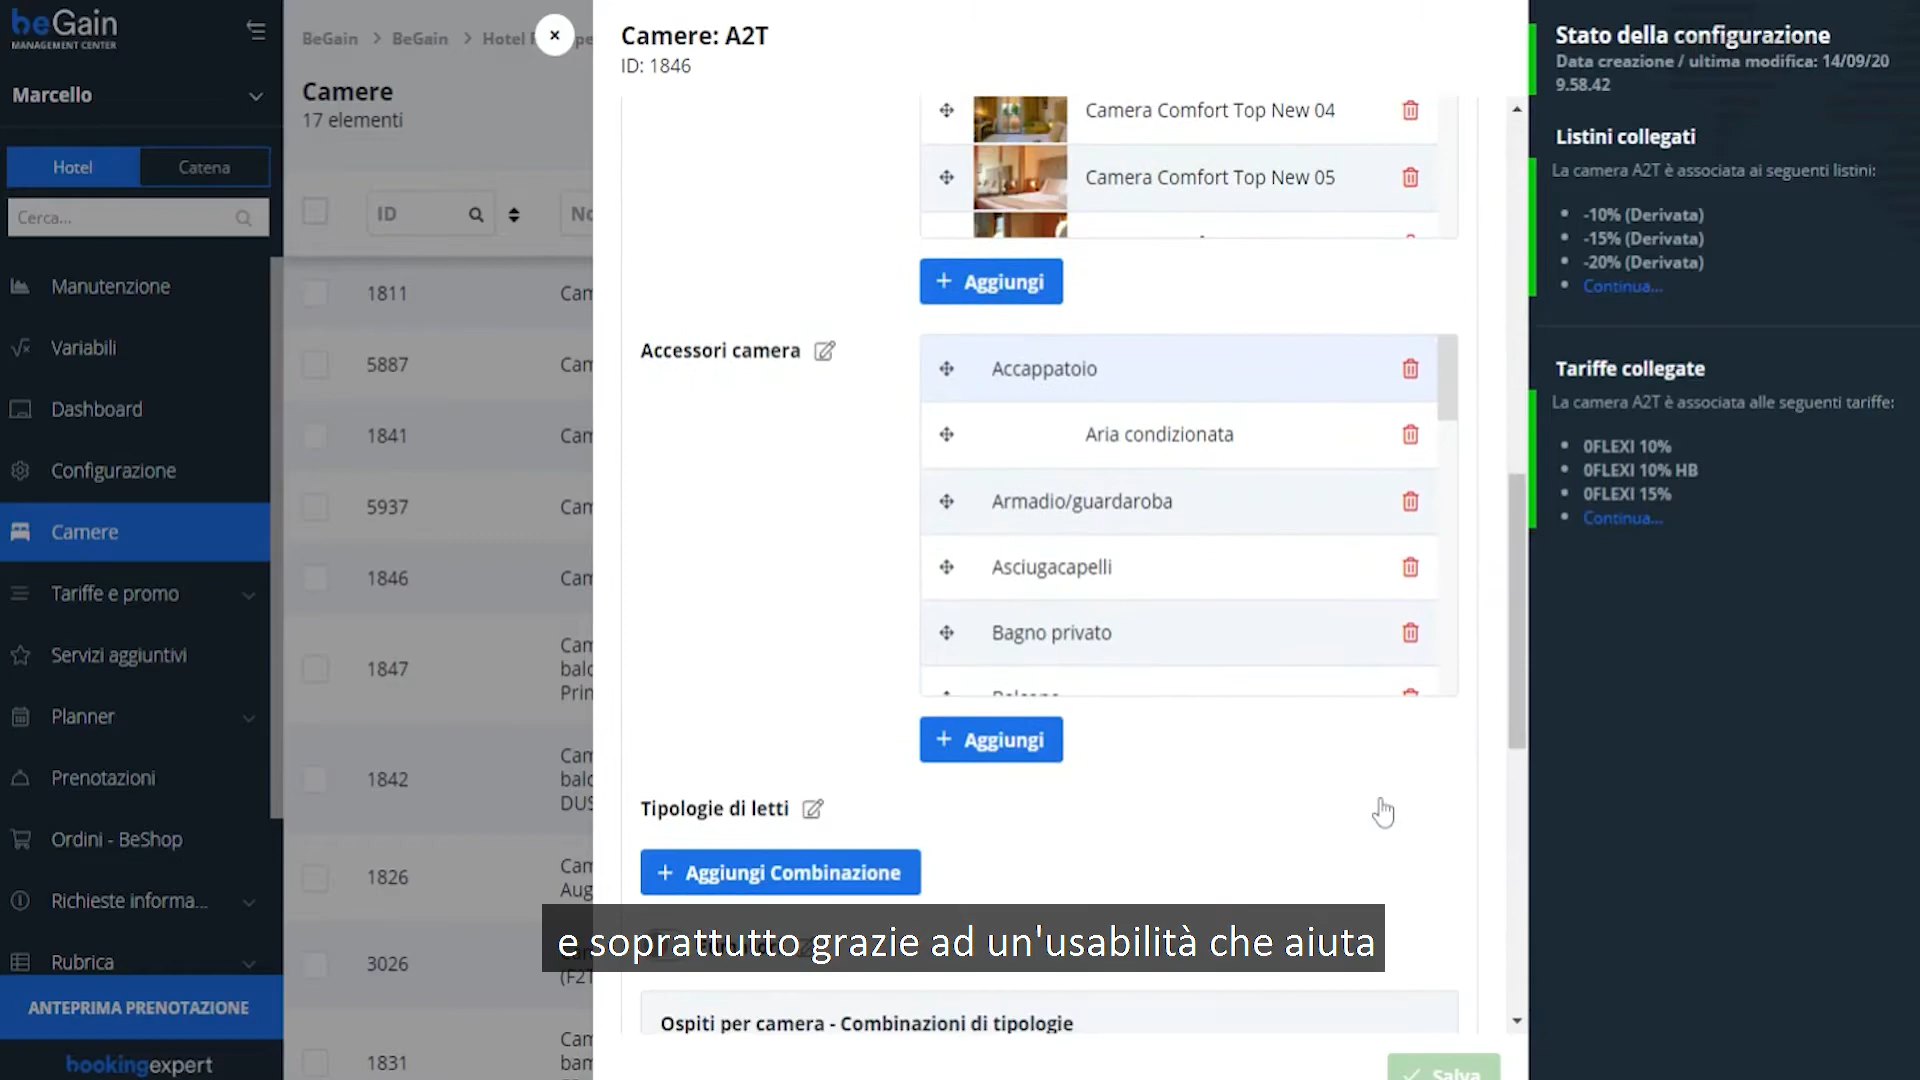 beGain
MANAGEMENT CENTER
Marcello
Hotel
Catena
Cerca...
Manutenzione
Variabili
Dashboard
Configurazione
Camere
Tariffe e promo
Servizi aggiuntivi
Planner
Prenotazioni
Ordini - BeShop
Richieste informa...
Rubrica
ANTEPRIMA PRENOTAZIONE
bookingexpert
BeGain > BeGain > Hotel
Camere
17 elementi
ID
1811
5887
1841
5937
1846
1847
1842
DUS
1826
3026
(F2T
1831
Camere: A2T
ID: 1846
Camera Comfort Top New 04
Camera Comfort Top New 05
+ Aggiungi
Accessori camera
Accappatoio
Aria condizionata
Armadio/guardaroba
Asciugacapelli
Bagno privato
+ Aggiungi
Tipologie di letti
+ Aggiungi Combinazione
e soprattutto grazie ad un'usabilità che aiuta
Ospiti per camera - Combinazioni di tipologie
Salva
Stato della configurazione
Data creazione / ultima modifica: 14/09/20
9.58.42
Listini collegati
La camera A2T è associata ai seguenti listini:
-10% (Derivata)
-15% (Derivata)
-20% (Derivata)
Continua...
Tariffe collegate
La camera A2T è associata alle seguenti tariffe:
0FLEXI 10%
0FLEXI 10% HB
0FLEXI 15%
Continua...